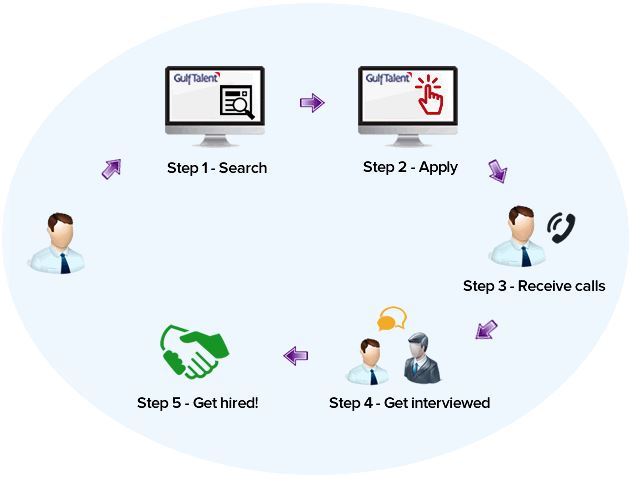 GulfTalent
GulfTalent
Step 1 - Search
Step 2 - Apply
Step 3 - Receive calls
Step 5 - Get hired!
Step 4 - Get interviewed